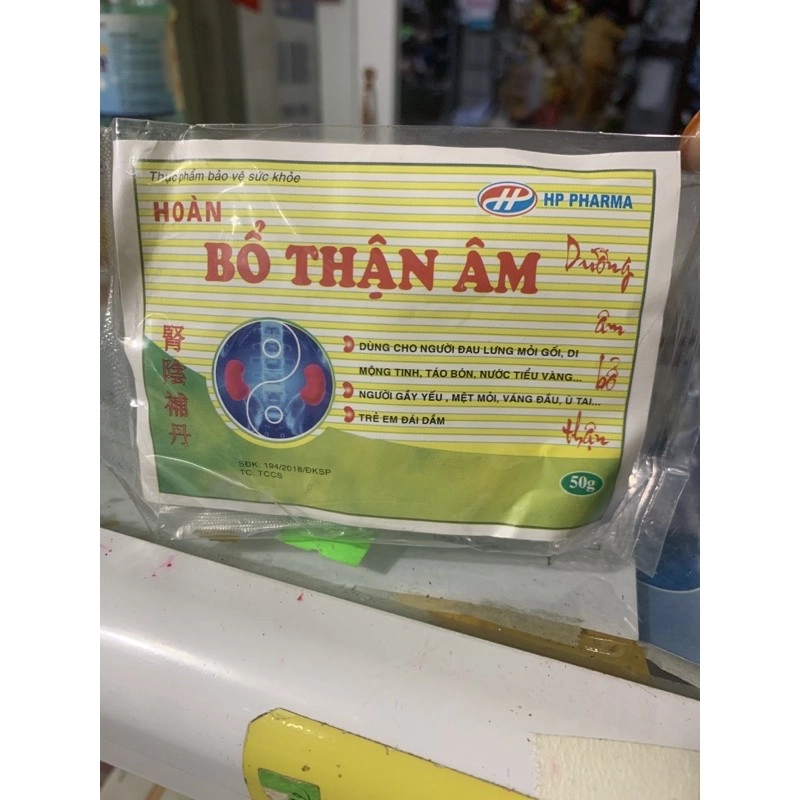 Thực phẩm bảo vệ sức khỏe
HP PHARMA
HOÀN
BỔ THẬN ÂM
Dưỡng
âm
bổ
thận
腎
陰
補
丹
DÙNG CHO NGƯỜI ĐAU LƯNG MỎI GỐI, DI
MỘNG TINH, TÁO BÓN, NƯỚC TIỂU VÀNG...
NGƯỜI GẦY YẾU , MỆT MỎI, VÁNG ĐẦU, Ù TAI...
TRẺ EM ĐÁI DẦM
SĐK: 194/2018/ĐKSP
TC: TCCS
50g